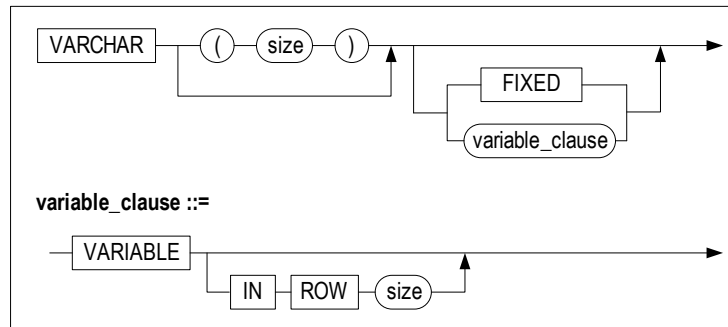 VARCHAR ( size )
FIXED
variable_clause
variable_clause ::=
VARIABLE
IN ROW size